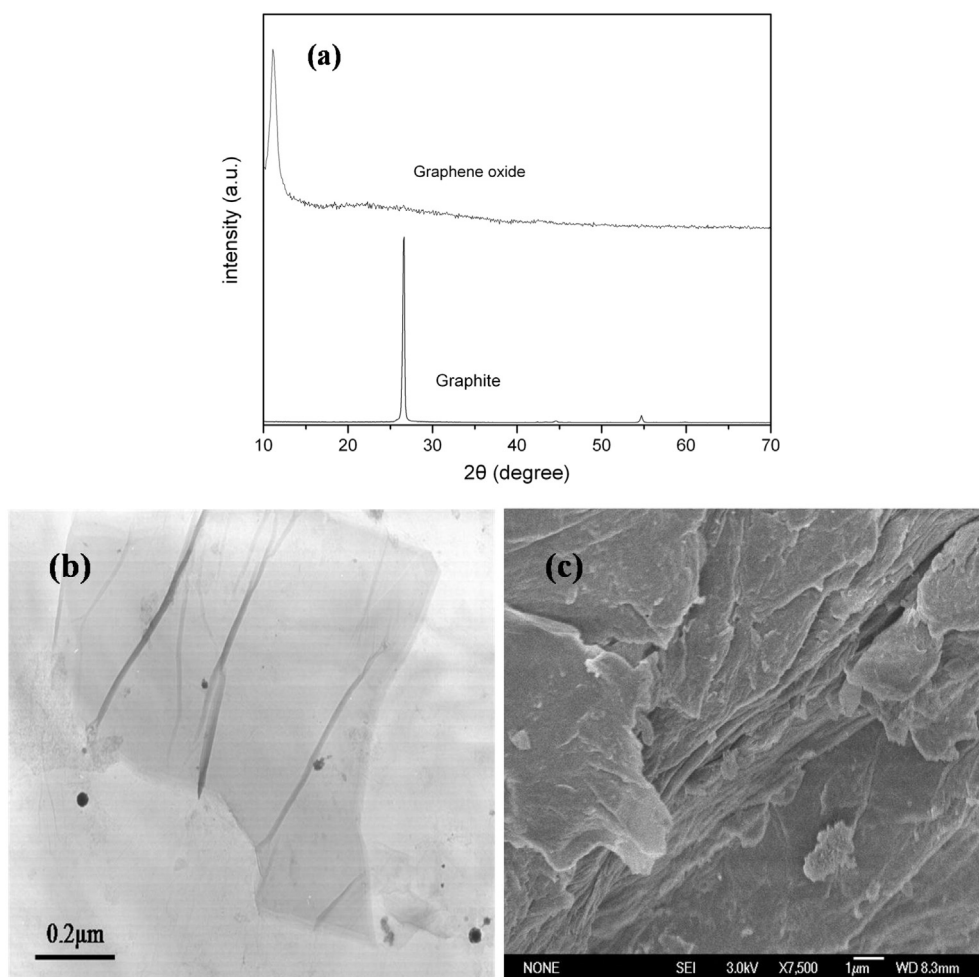 (a)
Graphene oxide
Graphite
intensity (a.u.)
10 20 30 40 50 60 70
2θ (degree)
(b)
0.2μm
(c)
NONE SEI 3.0kV X7,500 1μm WD 8.3mm